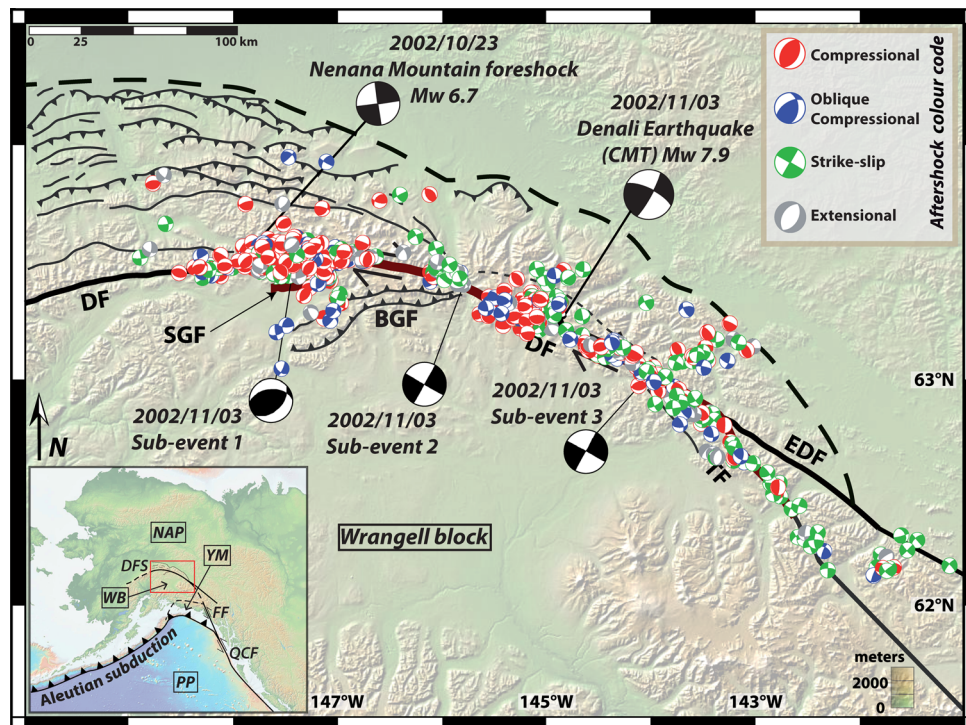 0 25 100 km
2002/10/23
Nenana Mountain foreshock
Mw 6.7
2002/11/03
Denali Earthquake
(CMT) Mw 7.9
Compressional
Oblique
Compressional
Strike-slip
Extensional
Aftershock colour code
DF
SGF
BGF
DF
63°N
2002/11/03
Sub-event 1
2002/11/03
Sub-event 2
2002/11/03
Sub-event 3
N
EDF
TF
Wrangell block
62°N
NAP
YM
DFS
WB
FF
QCF
Aleutian subduction
PP
147°W
145°W
143°W
meters
2000
0